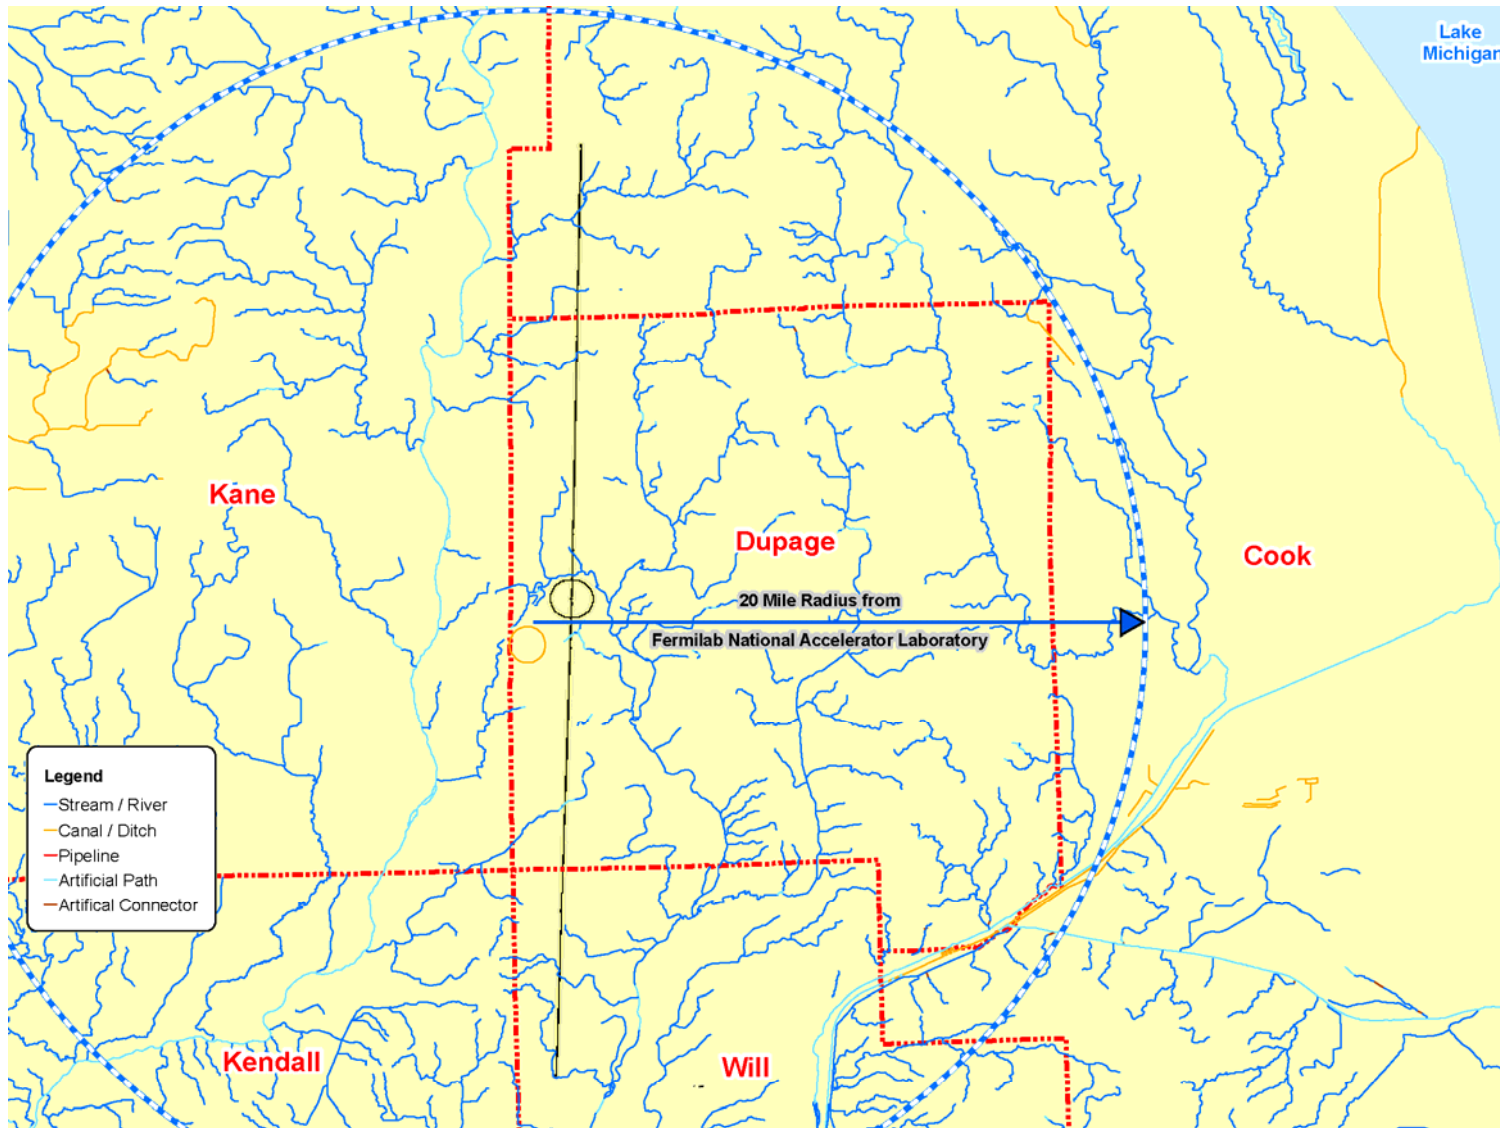 Lake
Michigan
Kane
Dupage
Cook
20 Mile Radius from
Fermilab National Accelerator Laboratory
Legend
Stream / River
Canal / Ditch
Pipeline
Artificial Path
Artifical Connector
Kendall
Will